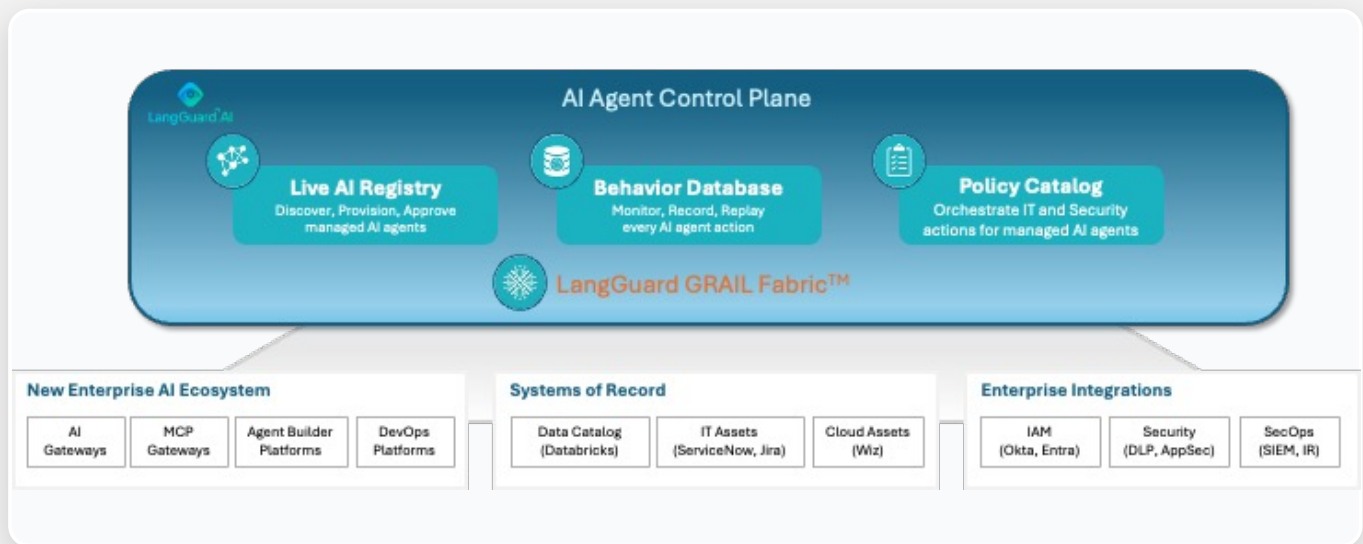 AI Agent Control Plane
LangGuard AI
Live AI Registry
Discover, Provision, Approve
managed AI agents
Behavior Database
Monitor, Record, Replay
every AI agent action
Policy Catalog
Orchestrate IT and Security
actions for managed AI agents
LangGuard GRAIL Fabric™
New Enterprise AI Ecosystem
AI
Gateways
MCP
Gateways
Agent Builder
Platforms
DevOps
Platforms
Systems of Record
Data Catalog
(Databricks)
IT Assets
(ServiceNow, Jira)
Cloud Assets
(Wiz)
Enterprise Integrations
IAM
(Okta, Entra)
Security
(DLP, AppSec)
SecOps
(SIEM, IR)